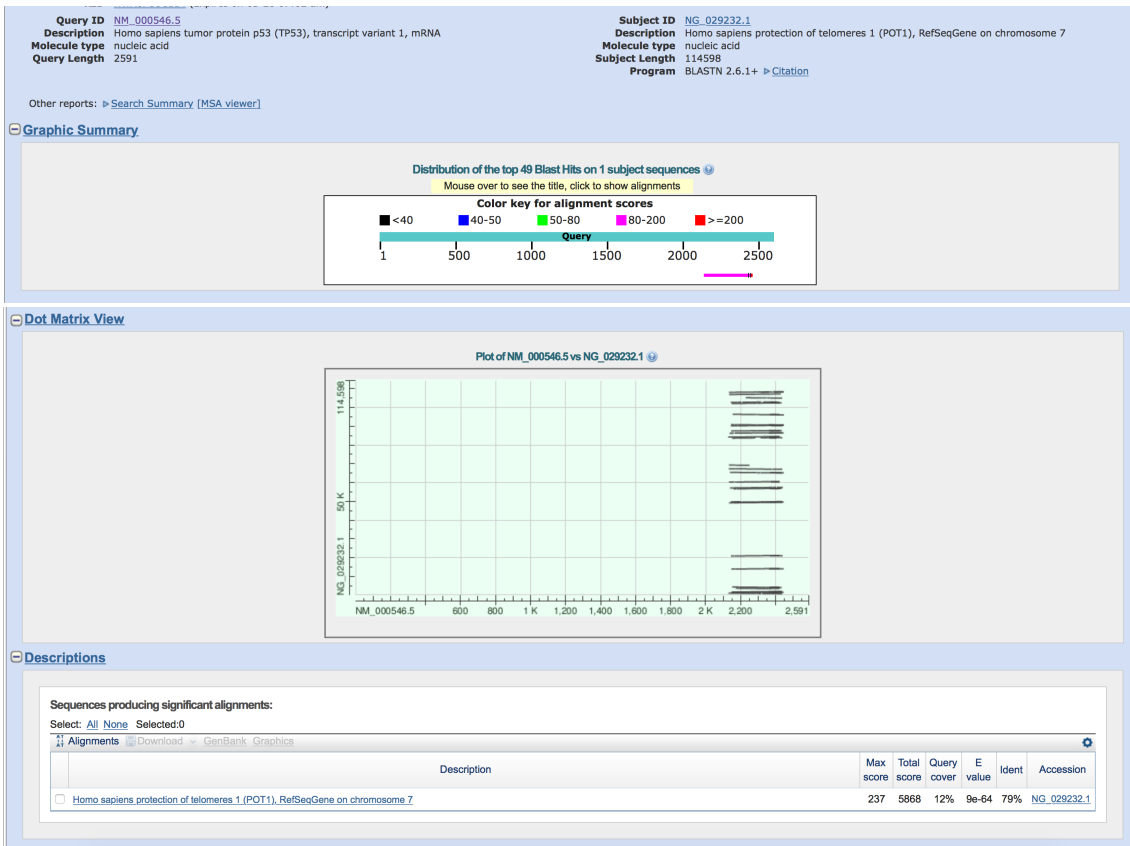 Query ID NM_000546.5
Description Homo sapiens tumor protein p53 (TP53), transcript variant 1, mRNA
Molecule type nucleic acid
Query Length 2591
Subject ID NG_029232.1
Description Homo sapiens protection of telomeres 1 (POT1), RefSeqGene on chromosome 7
Molecule type nucleic acid
Subject Length 114598
Program BLASTN 2.6.1+ Citation
Other reports: Search Summary [MSA viewer]
Graphic Summary
Distribution of the top 49 Blast Hits on 1 subject sequences
Mouse over to see the title, click to show alignments
Color key for alignment scores
<40 40-50 50-80 80-200 >=200
Query
1 500 1000 1500 2000 2500
Dot Matrix View
Plot of NM_000546.5 vs NG_029232.1
114,598
50 K
NG_029232.1
NM_000546.5 600 800 1 K 1,200 1,400 1,600 1,800 2 K 2,200 2,591
Descriptions
Sequences producing significant alignments:
Select: All None Selected:0
Alignments Download GenBank Graphics
Description Max score Total score Query cover E value Ident Accession
Homo sapiens protection of telomeres 1 (POT1), RefSeqGene on chromosome 7 237 5868 12% 9e-64 79% NG_029232.1